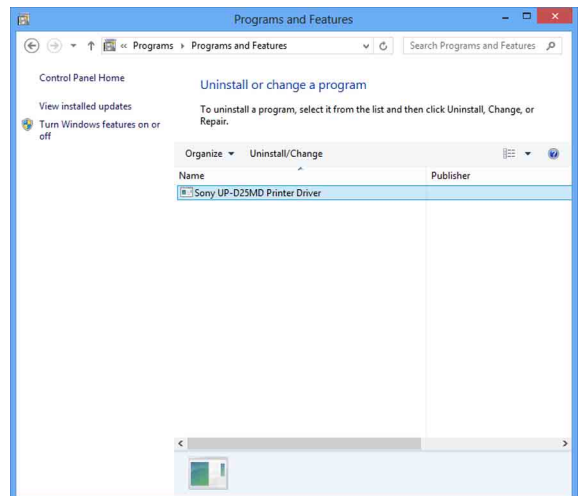 Programs and Features
« Programs ▸ Programs and Features
Search Programs and Features
Control Panel Home
View installed updates
Turn Windows features on or
off
Uninstall or change a program
To uninstall a program, select it from the list and then click Uninstall, Change, or
Repair.
Organize Uninstall/Change
Name Publisher
Sony UP-D25MD Printer Driver